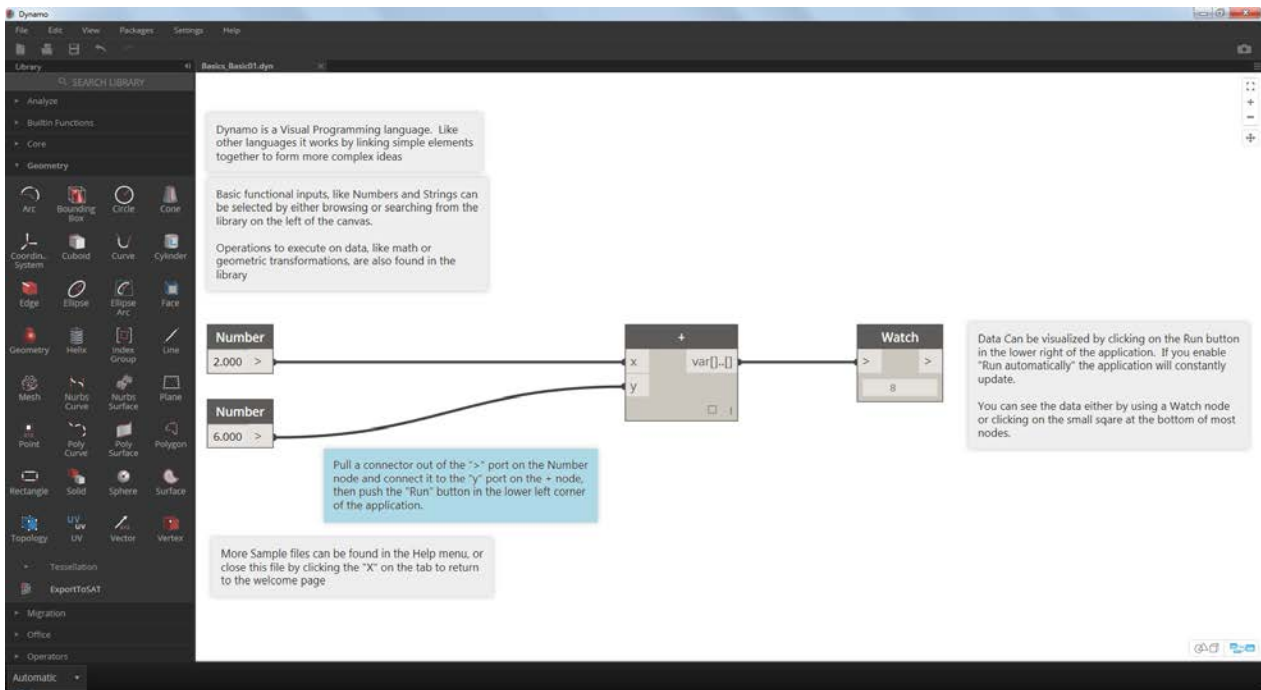 Dynamo
File Edit View Packages Settings Help
Library
Basics_Basic01.dyn
SEARCH LIBRARY
Analyze
Builtin Functions
Core
Geometry
Arc
Bounding
Box
Circle
Cone
Coordin..
System
Cuboid
Curve
Cylinder
Edge
Ellipse
Ellipse
Arc
Face
Geometry
Helix
Index
Group
Line
Mesh
Nurbs
Curve
Nurbs
Surface
Plane
Point
Poly
Curve
Poly
Surface
Polygon
Rectangle
Solid
Sphere
Surface
Topology
UV
UV
UV
Vector
Vertex
Tessellation
ExportToSAT
Migration
Office
Operators
Automatic
Dynamo is a Visual Programming language. Like
other languages it works by linking simple elements
together to form more complex ideas
Basic functional inputs, like Numbers and Strings can
be selected by either browsing or searching from the
library on the left of the canvas.
Operations to execute on data, like math or
geometric transformations, are also found in the
library
Number
2.000 >
Number
6.000 >
+
x var[]..[]
y
Watch
> >
8
Data Can be visualized by clicking on the Run button
in the lower right of the application. If you enable
"Run automatically" the application will constantly
update.
You can see the data either by using a Watch node
or clicking on the small sqare at the bottom of most
nodes.
Pull a connector out of the ">" port on the Number
node and connect it to the "y" port on the + node,
then push the "Run" button in the lower left corner
of the application.
More Sample files can be found in the Help menu, or
close this file by clicking the "X" on the tab to return
to the welcome page